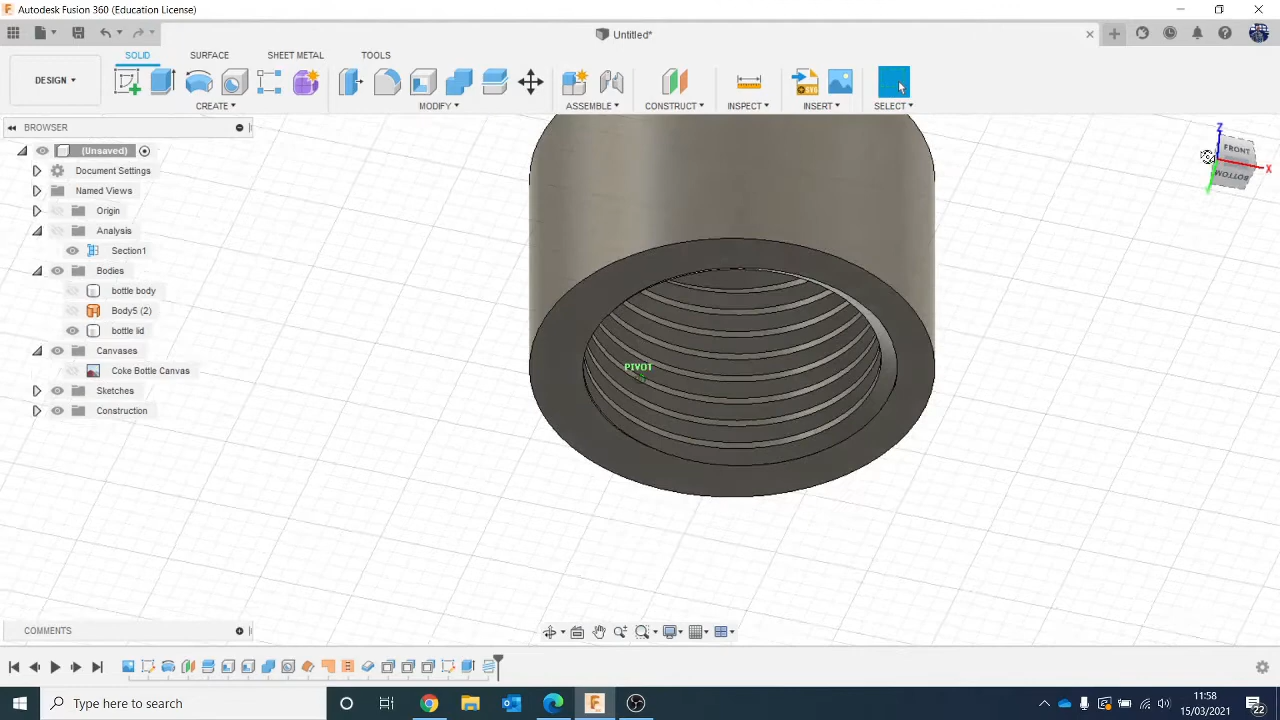 Autodesk Fusion 360 (Education License)
Untitled*
SOLID SURFACE SHEET METAL TOOLS
DESIGN
CREATE MODIFY ASSEMBLE CONSTRUCT INSPECT INSERT SELECT
BROWSER
(Unsaved)
Document Settings
Named Views
Origin
Analysis
Section1
Bodies
bottle body
Body5 (2)
bottle lid
Canvases
Coke Bottle Canvas
Sketches
Construction
PIVOT
Z
FRONT
X
BOTTOM
COMMENTS
Type here to search
11:58
15/03/2021
22